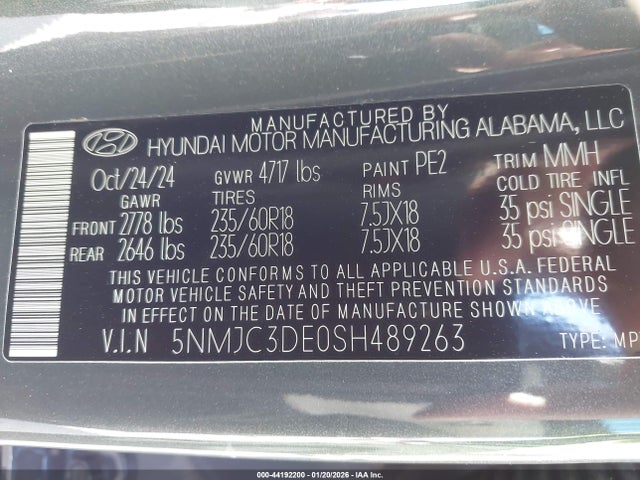 MANUFACTURED BY
HYUNDAI MOTOR MANUFACTURING ALABAMA, LLC
Oct/24/24 GVWR 4717 lbs PAINT PE2 TRIM MMH
GAWR TIRES RIMS COLD TIRE INFL
FRONT 2778 lbs 235/60R18 7.5JX18 35 psi SINGLE
REAR 2646 lbs 235/60R18 7.5JX18 35 psi SINGLE
THIS VEHICLE CONFORMS TO ALL APPLICABLE U.S.A. FEDERAL
MOTOR VEHICLE SAFETY AND THEFT PREVENTION STANDARDS
IN EFFECT ON THE DATE OF MANUFACTURE SHOWN ABOVE
V.I.N 5NMJC3DE0SH489263 TYPE: MP
000-44192200 - 01/20/2026 - IAA Corp.